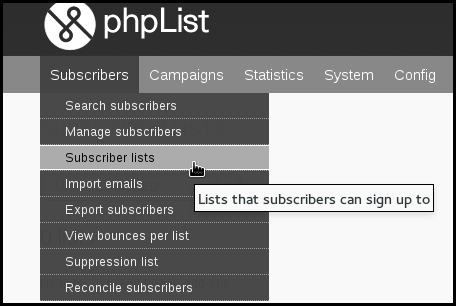 phpList
Subscribers Campaigns Statistics System Config
Search subscribers
Manage subscribers
Subscriber lists
Import emails
Lists that subscribers can sign up to
Export subscribers
View bounces per list
Suppression list
Reconcile subscribers